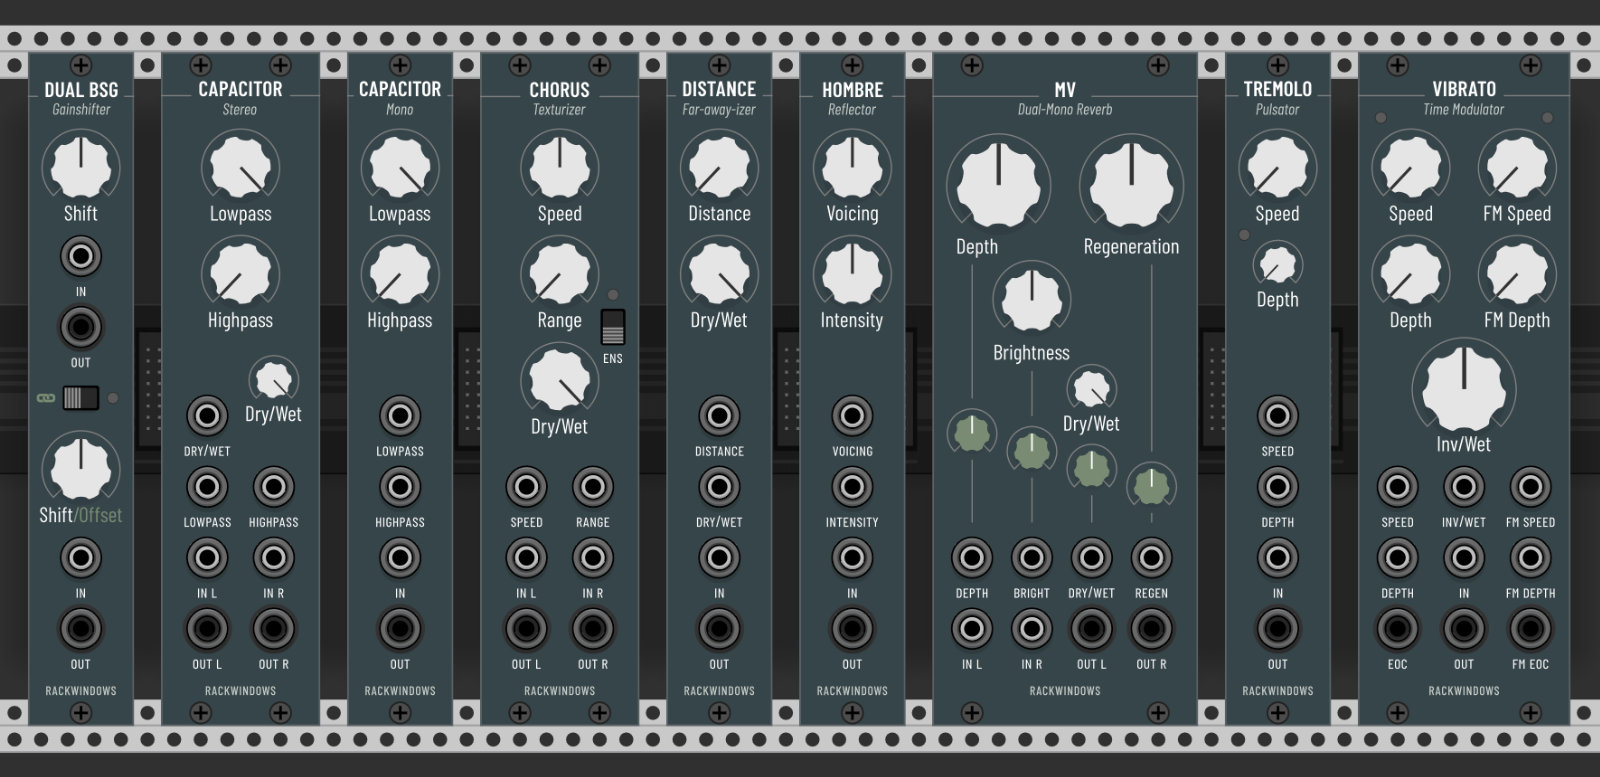 DUAL BSG
Gainshifter
Shift
IN
OUT
Shift/Offset
IN
OUT
RACKWINDOWS
CAPACITOR
Stereo
Lowpass
Highpass
Dry/Wet
DRY/WET
LOWPASS HIGHPASS
IN L IN R
OUT L OUT R
RACKWINDOWS
CAPACITOR
Mono
Lowpass
Highpass
LOWPASS
HIGHPASS
IN
OUT
RACKWINDOWS
CHORUS
Texturizer
Speed
Range
ENS
Dry/Wet
SPEED RANGE
IN L IN R
OUT L OUT R
RACKWINDOWS
DISTANCE
Far-away-izer
Distance
Dry/Wet
DISTANCE
DRY/WET
IN
OUT
RACKWINDOWS
HOMBRE
Reflector
Voicing
Intensity
VOICING
INTENSITY
IN
OUT
RACKWINDOWS
MV
Dual-Mono Reverb
Depth Regeneration
Brightness
Dry/Wet
DEPTH BRIGHT DRY/WET REGEN
IN L IN R OUT L OUT R
RACKWINDOWS
TREMOLO
Pulsator
Speed
Depth
SPEED
DEPTH
IN
OUT
RACKWINDOWS
VIBRATO
Time Modulator
Speed FM Speed
Depth FM Depth
Inv/Wet
SPEED INV/WET FM SPEED
DEPTH IN FM DEPTH
EOC OUT FM EOC
RACKWINDOWS